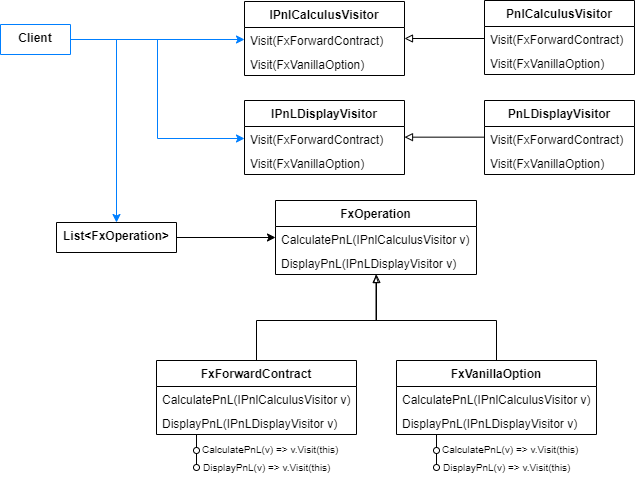 IPnlCalculusVisitor
PnlCalculusVisitor
Client
Visit(FxForwardContract)
Visit(FxForwardContract)
Visit(FxVanillaOption)
Visit(FxVanillaOption)
IPnLDisplayVisitor
PnLDisplayVisitor
Visit(FxForwardContract)
Visit(FxForwardContract)
Visit(FxVanillaOption)
Visit(FxVanillaOption)
FxOperation
List<FxOperation>
CalculatePnL(IPnlCalculusVisitor v)
DisplayPnL(IPnLDisplayVisitor v)
FxForwardContract
FxVanillaOption
CalculatePnL(IPnlCalculusVisitor v)
CalculatePnL(IPnlCalculusVisitor v)
DisplayPnL(IPnLDisplayVisitor v)
DisplayPnL(IPnLDisplayVisitor v)
CalculatePnL(v) => v.Visit(this)
CalculatePnL(v) => v.Visit(this)
DisplayPnL(v) => v.Visit(this)
DisplayPnL(v) => v.Visit(this)